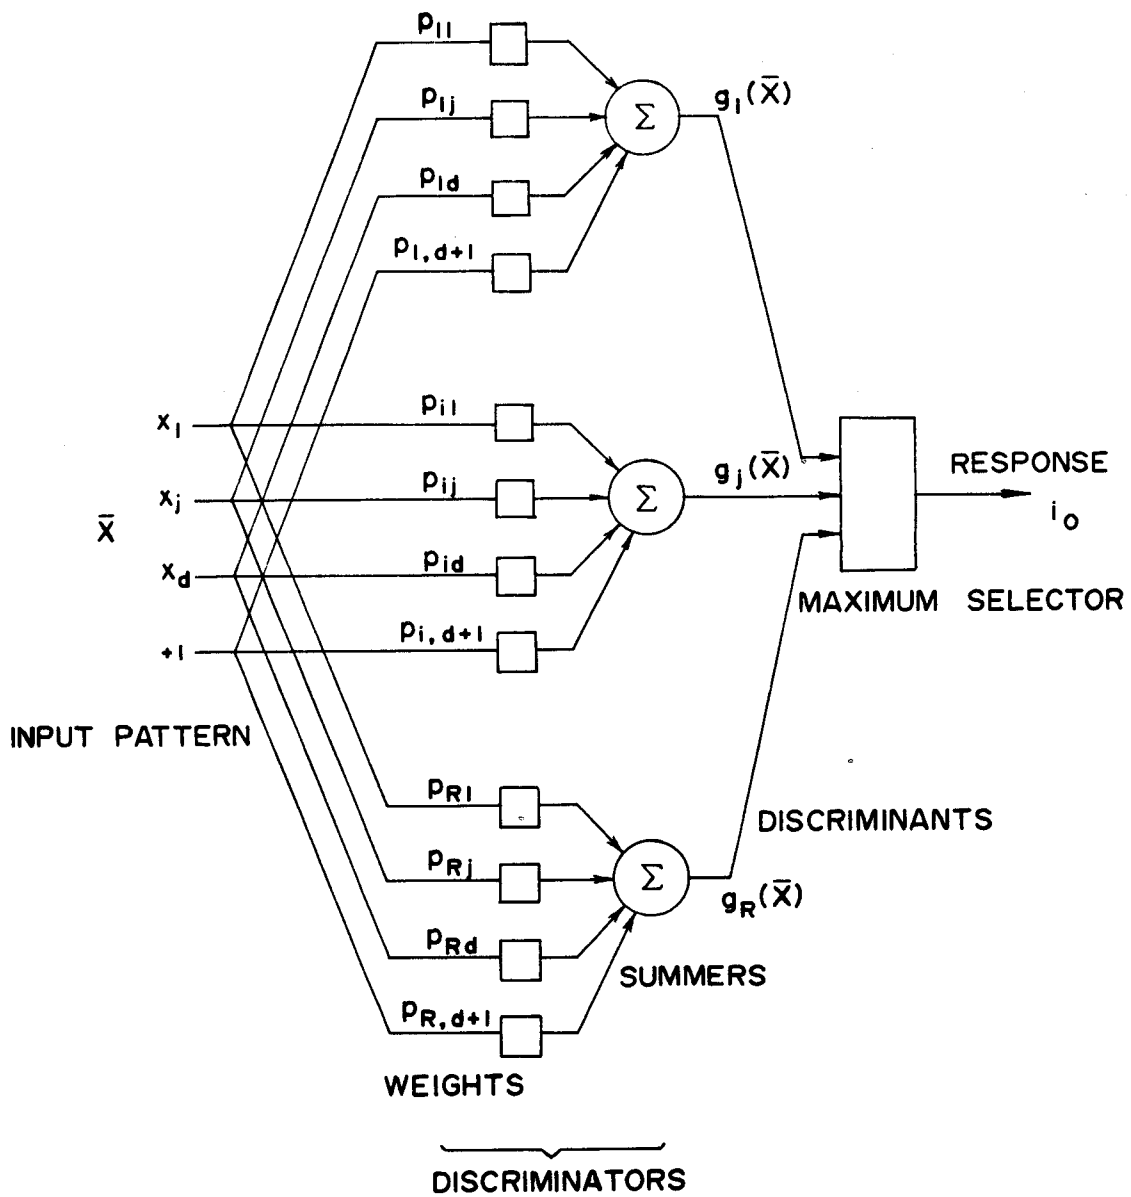 p11
p1j
p1d
p1,d+1
Σ
g1(X̄)
x1
xj
X̄
xd
+1
INPUT PATTERN
pi1
pij
pid
pi,d+1
Σ
gj(X̄)
RESPONSE
io
MAXIMUM SELECTOR
pR1
pRj
pRd
pR,d+1
Σ
DISCRIMINANTS
gR(X̄)
SUMMERS
WEIGHTS
DISCRIMINATORS